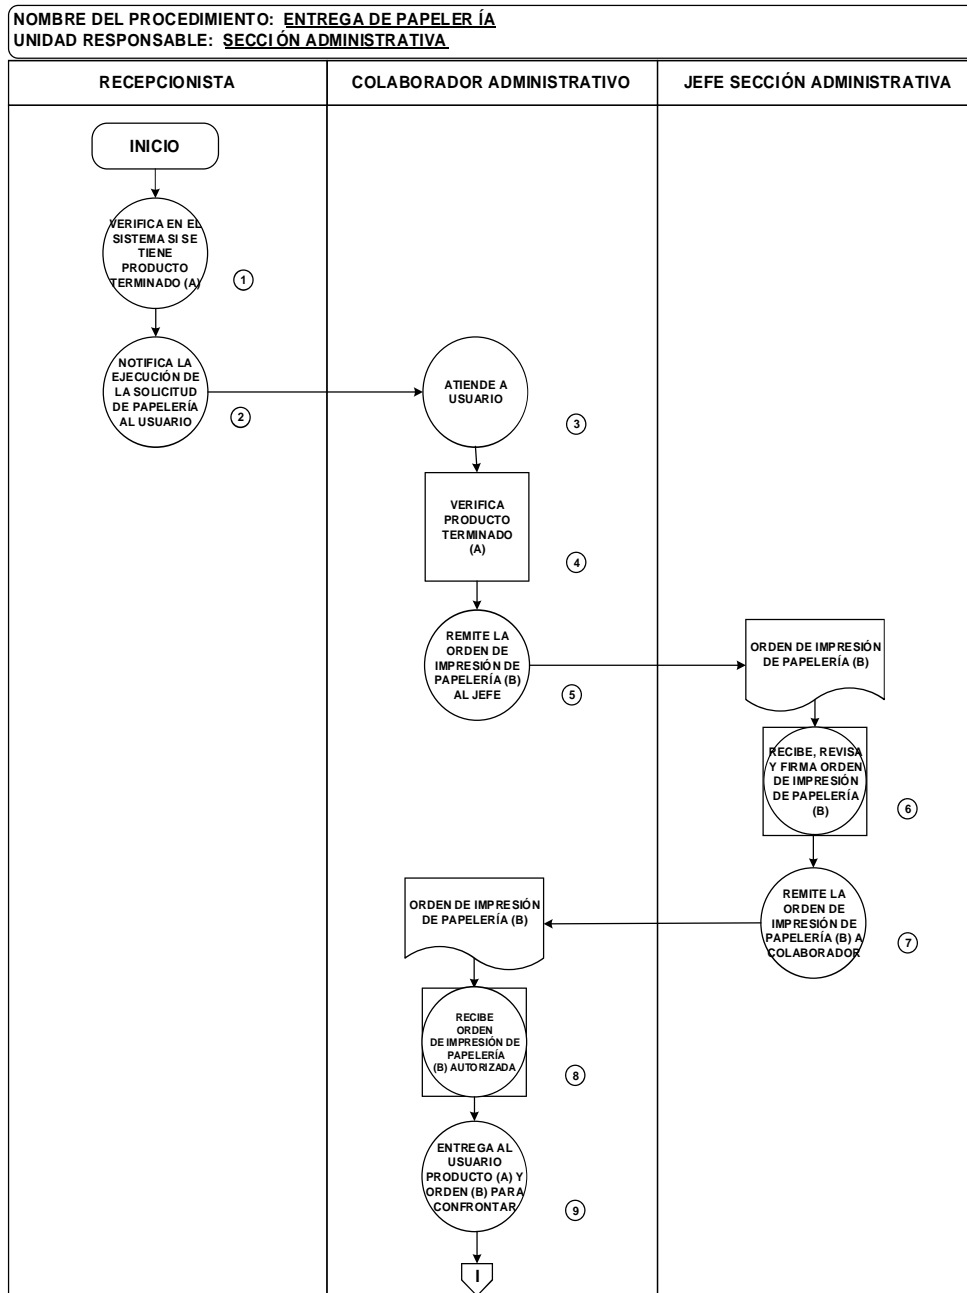 NOMBRE DEL PROCEDIMIENTO: ENTREGA DE PAPELER ÍA
UNIDAD RESPONSABLE: SECCIÓN ADMINISTRATIVA
RECEPCIONISTA
COLABORADOR ADMINISTRATIVO
JEFE SECCIÓN ADMINISTRATIVA
INICIO
VERIFICA EN EL
SISTEMA SI SE
TIENE
PRODUCTO
TERMINADO (A)
1
NOTIFICA LA
EJECUCIÓN DE
LA SOLICITUD
DE PAPELERÍA
AL USUARIO
2
ATIENDE A
USUARIO
3
VERIFICA
PRODUCTO
TERMINADO
(A)
4
REMITE LA
ORDEN DE
IMPRESIÓN DE
PAPELERÍA (B)
AL JEFE
5
ORDEN DE IMPRESIÓN
DE PAPELERÍA (B)
RECIBE, REVISA
Y FIRMA ORDEN
DE IMPRESIÓN
DE PAPELERÍA
(B)
6
REMITE LA
ORDEN DE
IMPRESIÓN DE
PAPELERÍA (B) A
COLABORADOR
7
ORDEN DE IMPRESIÓN
DE PAPELERÍA (B)
RECIBE
ORDEN
DE IMPRESIÓN DE
PAPELERÍA
(B) AUTORIZADA
8
ENTREGA AL
USUARIO
PRODUCTO (A) Y
ORDEN (B) PARA
CONFRONTAR
9
I